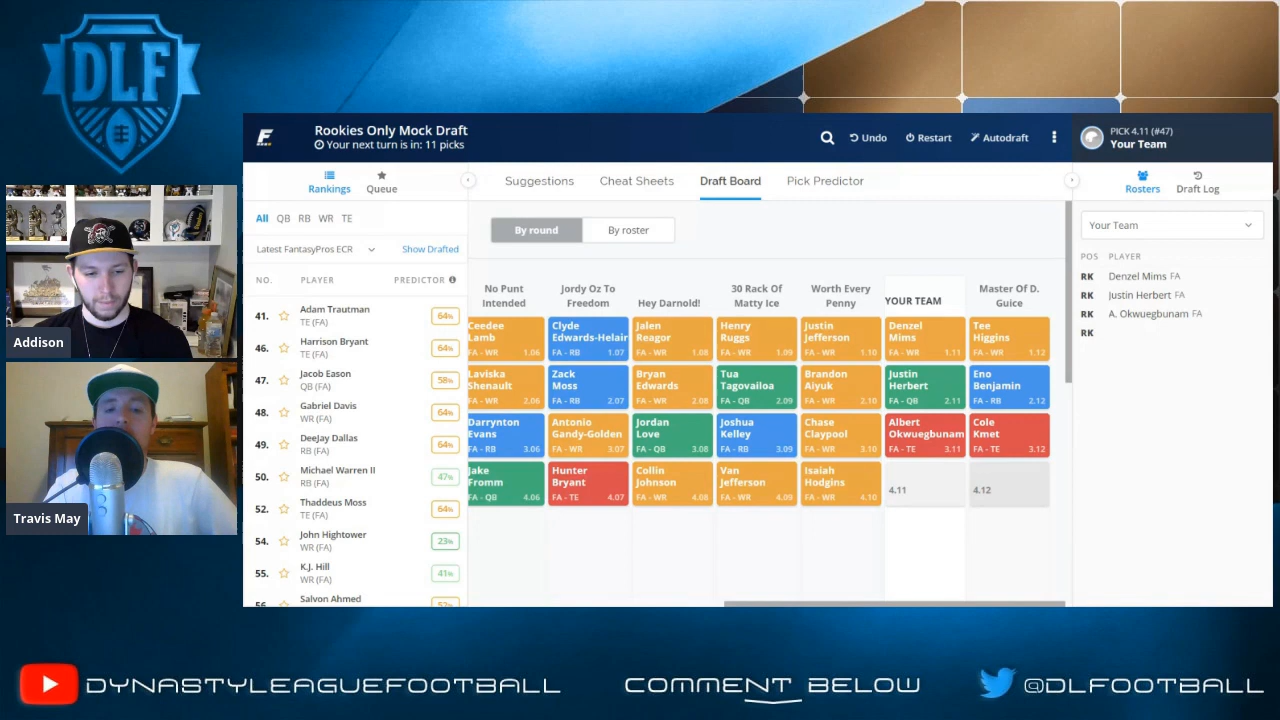 DLF
Addison
Travis May
Rookies Only Mock Draft
Your next turn is in: 11 picks
Undo
Restart
Autodraft
PICK 4.11 (#47)
Your Team
Rankings
Queue
Suggestions
Cheat Sheets
Draft Board
Pick Predictor
Rosters
Draft Log
All QB RB WR TE
Latest FantasyPros ECR
Show Drafted
NO. PLAYER PREDICTOR
41. Adam Trautman 64%
TE (FA)
46. Harrison Bryant 64%
TE (FA)
47. Jacob Eason 58%
QB (FA)
48. Gabriel Davis 64%
WR (FA)
49. DeeJay Dallas 64%
RB (FA)
50. Michael Warren II 47%
RB (FA)
52. Thaddeus Moss 64%
TE (FA)
54. John Hightower 23%
WR (FA)
55. K.J. Hill 41%
WR (FA)
Salvon Ahmed
By round
By roster
No Punt Intended
Jordy Oz To Freedom
Hey Darnold!
30 Rack Of Matty Ice
Worth Every Penny
YOUR TEAM
Master Of D. Guice
Ceedee Lamb FA - WR 1.06
Clyde Edwards-Helair FA - RB 1.07
Jalen Reagor FA - WR 1.08
Henry Ruggs FA - WR 1.09
Justin Jefferson FA - WR 1.10
Denzel Mims FA - WR 1.11
Tee Higgins FA - WR 1.12
Laviska Shenault FA - WR 2.06
Zack Moss FA - RB 2.07
Bryan Edwards FA - WR 2.08
Tua Tagovailoa FA - QB 2.09
Brandon Aiyuk FA - WR 2.10
Justin Herbert FA - QB 2.11
Eno Benjamin FA - RB 2.12
Darrynton Evans FA - RB 3.06
Antonio Gandy-Golden FA - WR 3.07
Jordan Love FA - QB 3.08
Joshua Kelley FA - RB 3.09
Chase Claypool FA - WR 3.10
Albert Okwuegbunam FA - TE 3.11
Cole Kmet FA - TE 3.12
Jake Fromm FA - QB 4.06
Hunter Bryant FA - TE 4.07
Collin Johnson FA - WR 4.08
Van Jefferson FA - WR 4.09
Isaiah Hodgins FA - WR 4.10
4.11
4.12
Your Team
POS PLAYER
RK Denzel Mims FA
RK Justin Herbert FA
RK A. Okwuegbunam FA
RK
DYNASTYLEAGUEFOOTBALL
COMMENT BELOW
@DLFOOTBALL